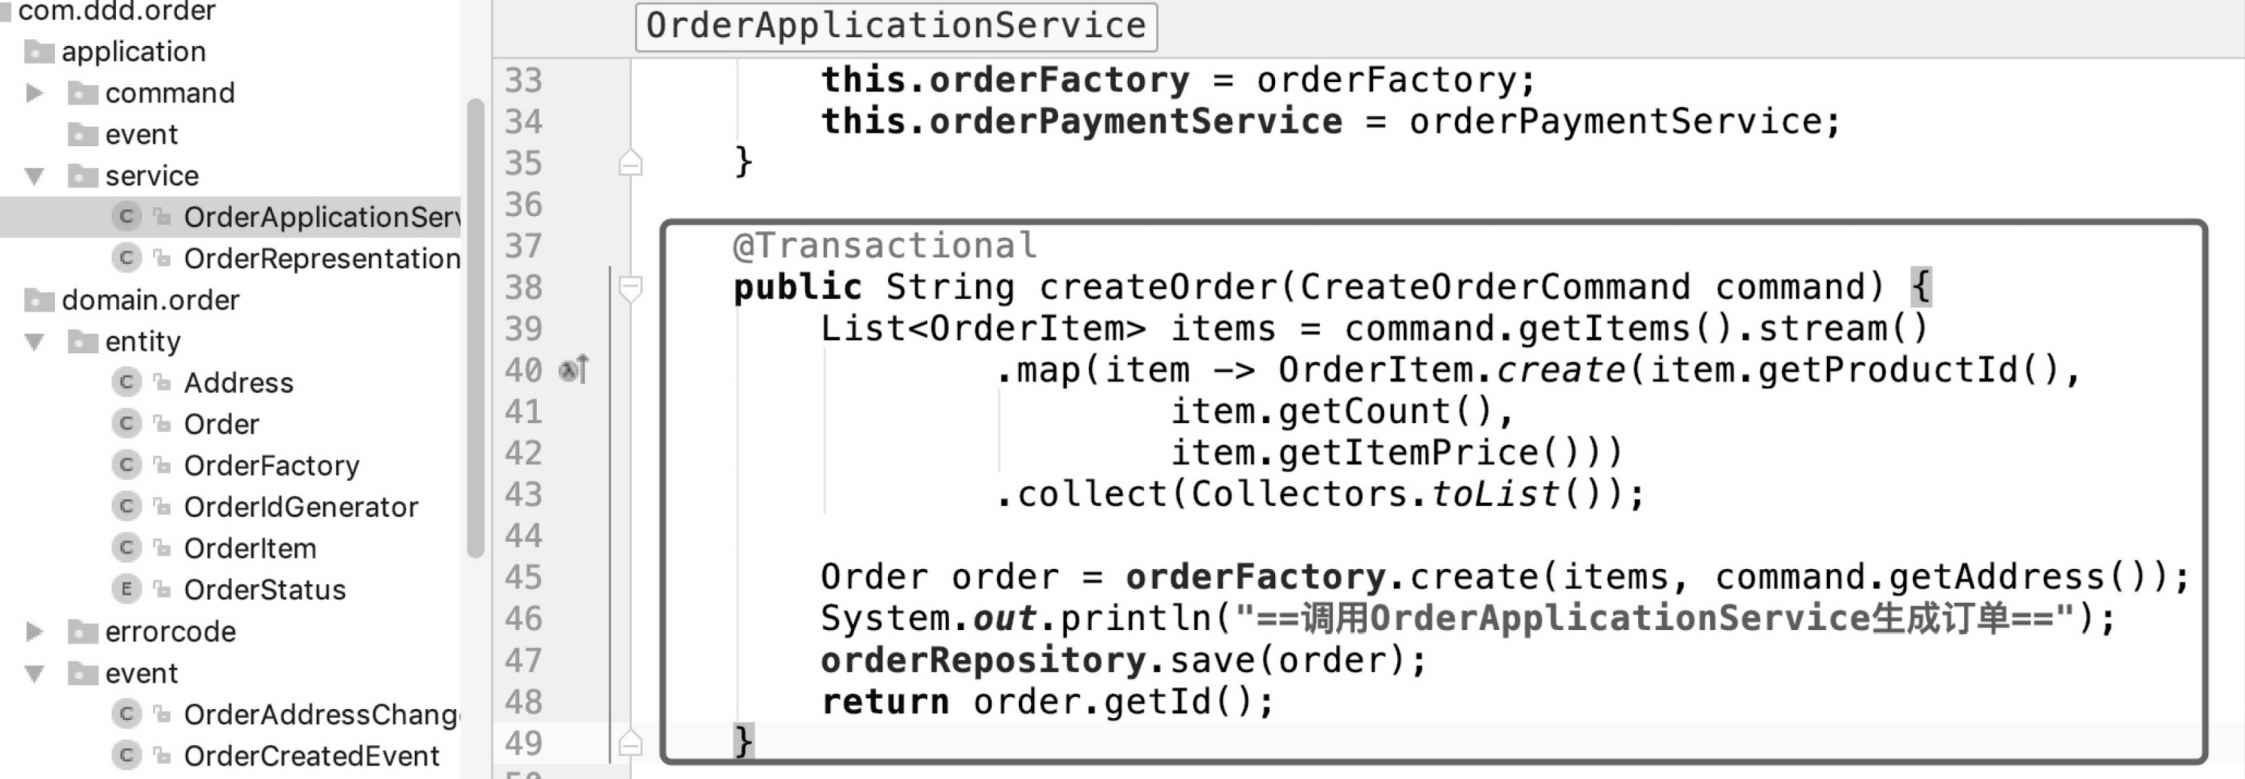 com.ddd.order
application
command
event
service
OrderApplicationServ
OrderRepresentation
domain.order
entity
Address
Order
OrderFactory
OrderIdGenerator
OrderItem
OrderStatus
errorcode
event
OrderAddressChang
OrderCreatedEvent
OrderApplicationService
33 this.orderFactory = orderFactory;
34 this.orderPaymentService = orderPaymentService;
35 }
36
37 @Transactional
38 public String createOrder(CreateOrderCommand command) {
39 List<OrderItem> items = command.getItems().stream()
40 .map(item -> OrderItem.create(item.getProductId(),
41 item.getCount(),
42 item.getItemPrice()))
43 .collect(Collectors.toList());
44
45 Order order = orderFactory.create(items, command.getAddress());
46 System.out.println("==调用OrderApplicationService生成订单==");
47 orderRepository.save(order);
48 return order.getId();
49 }